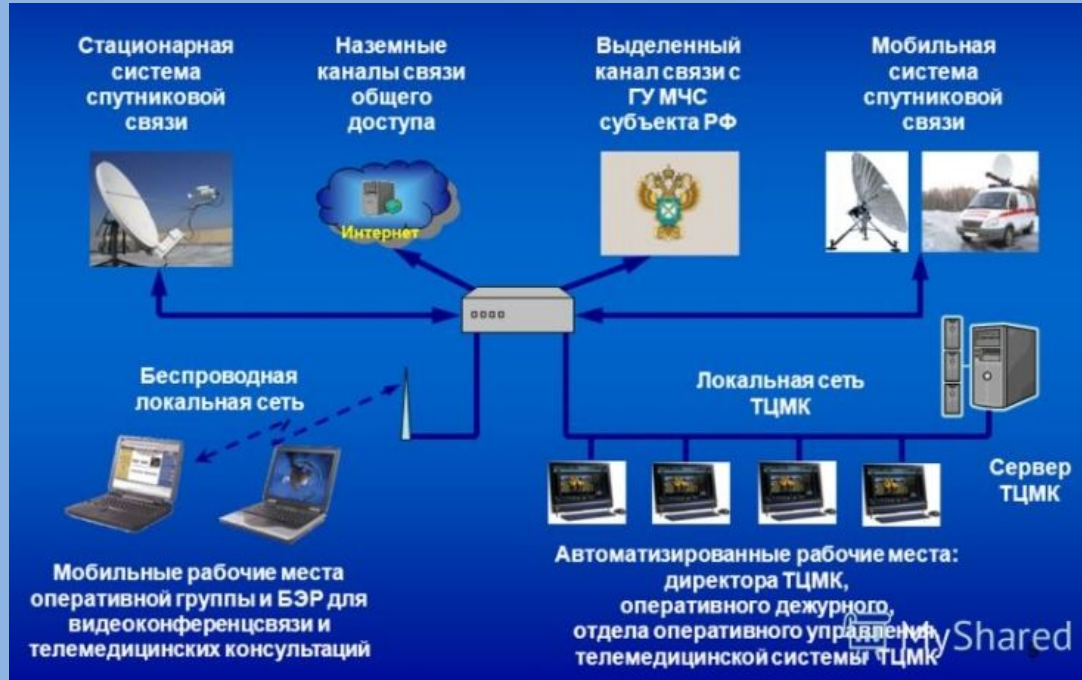 Стационарная
система
спутниковой
связи
Наземные
каналы связи
общего
доступа
Выделенный
канал связи с
ГУ МЧС
субъекта РФ
Мобильная
система
спутниковой
связи
Интернет
Беспроводная
локальная сеть
Локальная сеть
ТЦМК
Сервер
ТЦМК
Мобильные рабочие места
оперативной группы и БЭР для
видеоконференцсвязи и
телемедицинских консультаций
Автоматизированные рабочие места:
директора ТЦМК,
оперативного дежурного,
отдела оперативного управления,
телемедицинской системы ТЦМК
MyShared